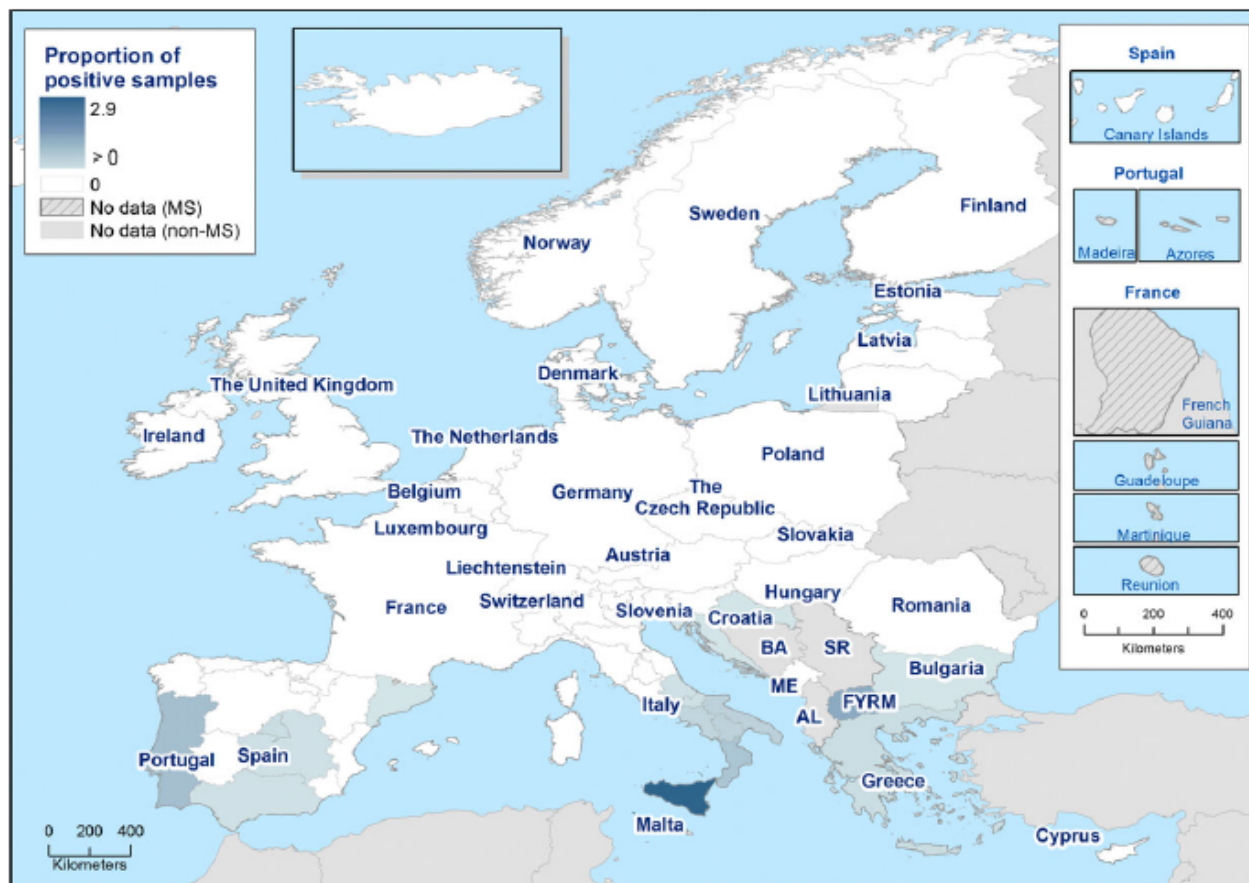 Proportion of
positive samples
2.9
> 0
0
No data (MS)
No data (non-MS)
Spain
Canary Islands
Portugal
Madeira
Azores
France
French
Guiana
Guadeloupe
Martinique
Reunion
0 200 400
Kilometers
Norway
Sweden
Finland
Estonia
Latvia
Lithuania
Denmark
The United Kingdom
Ireland
The Netherlands
Poland
Belgium
Germany
The
Czech Republic
Luxembourg
Slovakia
Austria
Liechtenstein
Hungary
France
Switzerland
Slovenia
Romania
Croatia
BA
SR
Bulgaria
ME
Italy
AL
FYRM
Portugal
Spain
Greece
Malta
Cyprus
0 200 400
Kilometers